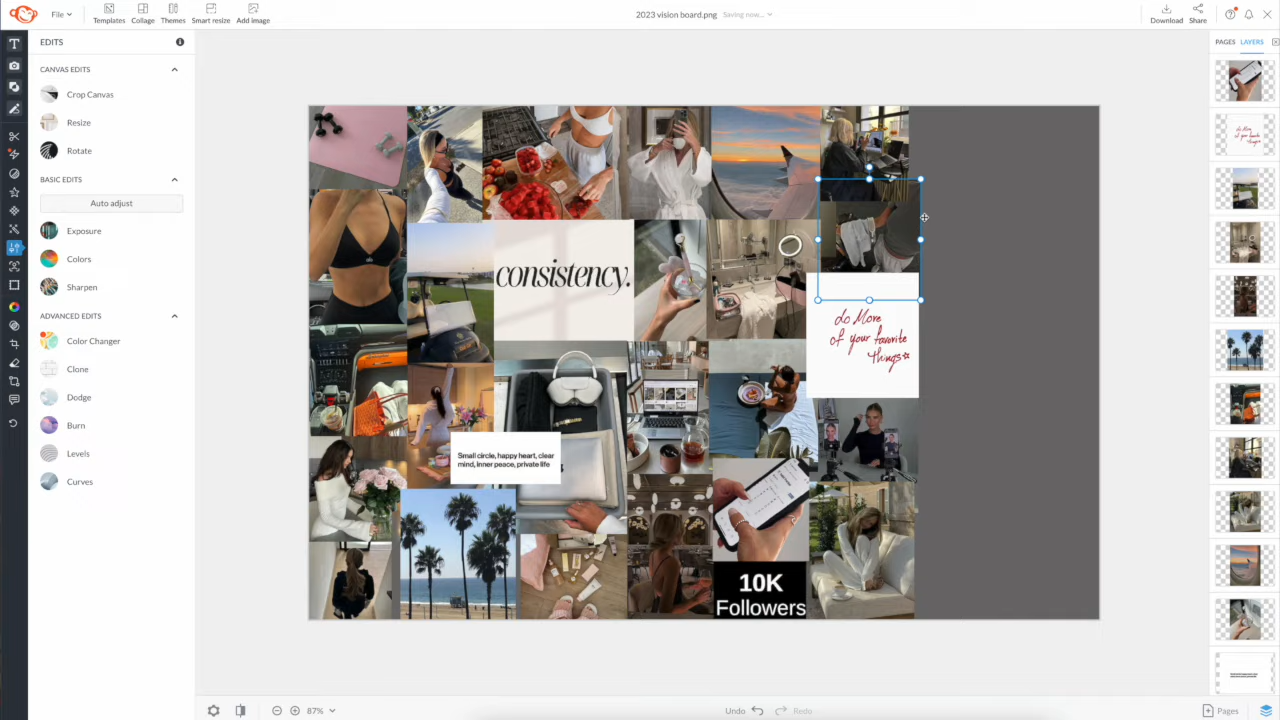 File
Templates
Collage
Themes
Smart resize
Add image
2023 vision board.png
Saving now...
Download
Share
EDITS
CANVAS EDITS
Crop Canvas
Resize
Rotate
BASIC EDITS
Auto adjust
Exposure
Colors
Sharpen
ADVANCED EDITS
Color Changer
Clone
Dodge
Burn
Levels
Curves
PAGES
LAYERS
consistency.
do More
of your favorite
things
Small circle, happy heart, clear
mind, inner peace, private life
10K
Followers
87%
Undo
Redo
Pages